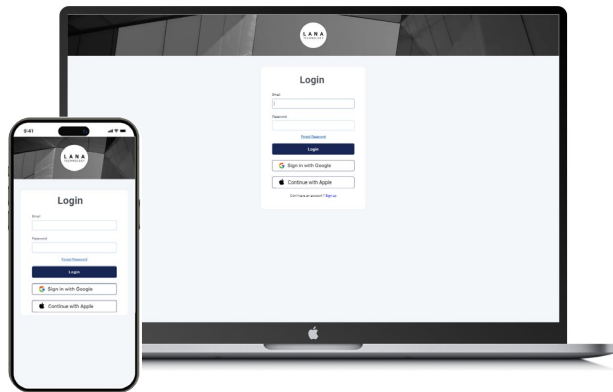 LANA
TECHNOLOGY
Login
Email
Password
Forgot Password
Login
Sign in with Google
Continue with Apple
Don't have an account? Sign up
9:41
LANA
TECHNOLOGY
Login
Email
Password
Forgot Password
Login
Sign in with Google
Continue with Apple